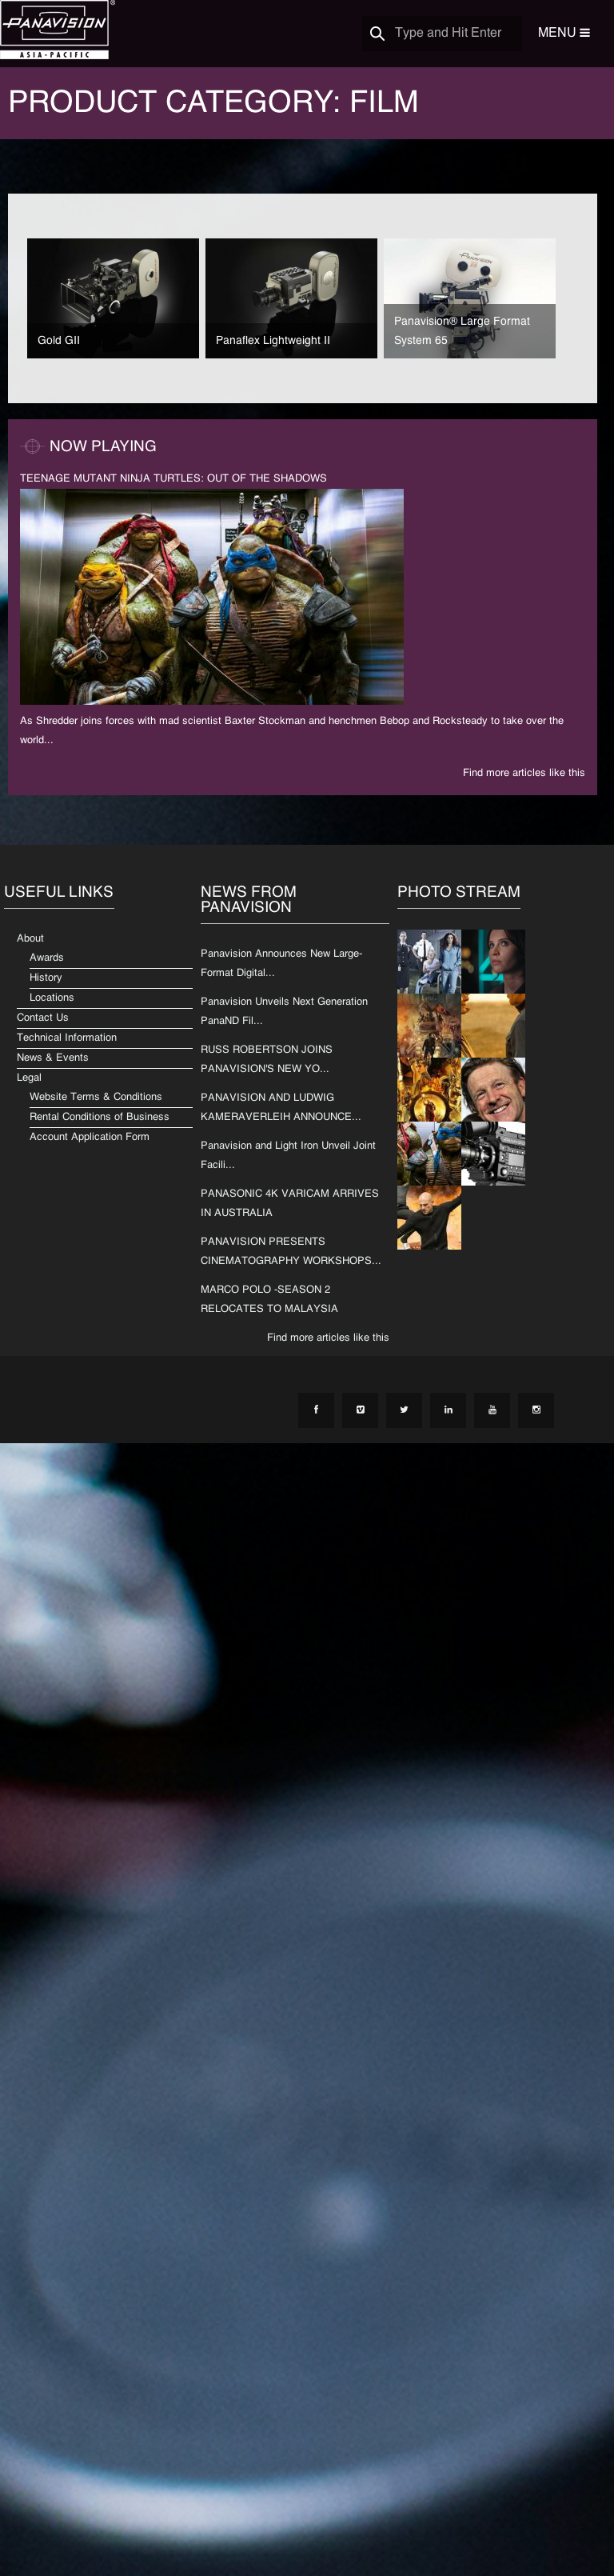 PANAVISION®
ASIA-PACIFIC
Type and Hit Enter
MENU
PRODUCT CATEGORY: FILM
Gold GII
Panaflex Lightweight II
Panavision® Large Format
System 65
NOW PLAYING
TEENAGE MUTANT NINJA TURTLES: OUT OF THE SHADOWS
As Shredder joins forces with mad scientist Baxter Stockman and henchmen Bebop and Rocksteady to take over the
world...
Find more articles like this
USEFUL LINKS
About
Awards
History
Locations
Contact Us
Technical Information
News & Events
Legal
Website Terms & Conditions
Rental Conditions of Business
Account Application Form
NEWS FROM
PANAVISION
Panavision Announces New Large-
Format Digital...
Panavision Unveils Next Generation
PanaND Fil...
RUSS ROBERTSON JOINS
PANAVISION'S NEW YO...
PANAVISION AND LUDWIG
KAMERAVERLEIH ANNOUNCE...
Panavision and Light Iron Unveil Joint
Facili...
PANASONIC 4K VARICAM ARRIVES
IN AUSTRALIA
PANAVISION PRESENTS
CINEMATOGRAPHY WORKSHOPS...
MARCO POLO -SEASON 2
RELOCATES TO MALAYSIA
Find more articles like this
PHOTO STREAM